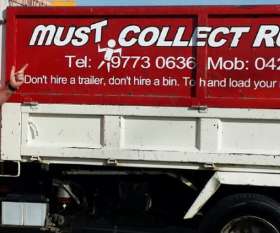 MUST COLLECT R
Tel: 9773 0636 Mob: 042
Don't hire a trailer, don't hire a bin. To h and load your